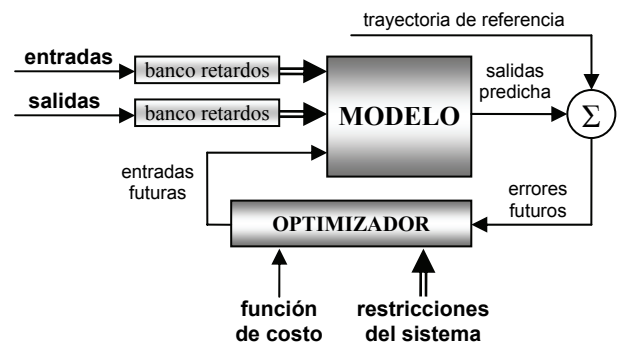 trayectoria de referencia
entradas
banco retardos
salidas
predicha
salidas
banco retardos
MODELO
Σ
entradas
futuras
errores
futuros
OPTIMIZADOR
función
de costo
restricciones
del sistema